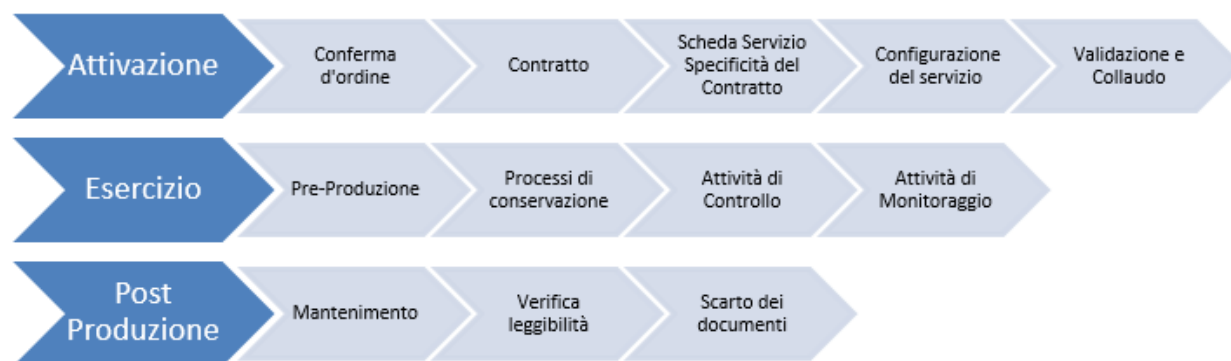 Attivazione
Conferma
d'ordine
Contratto
Scheda Servizio
Specificità del
Contratto
Configurazione
del servizio
Validazione e
Collaudo
Esercizio
Pre-Produzione
Processi di
conservazione
Attività di
Controllo
Attività di
Monitoraggio
Post
Produzione
Mantenimento
Verifica
leggibilità
Scarto dei
documenti